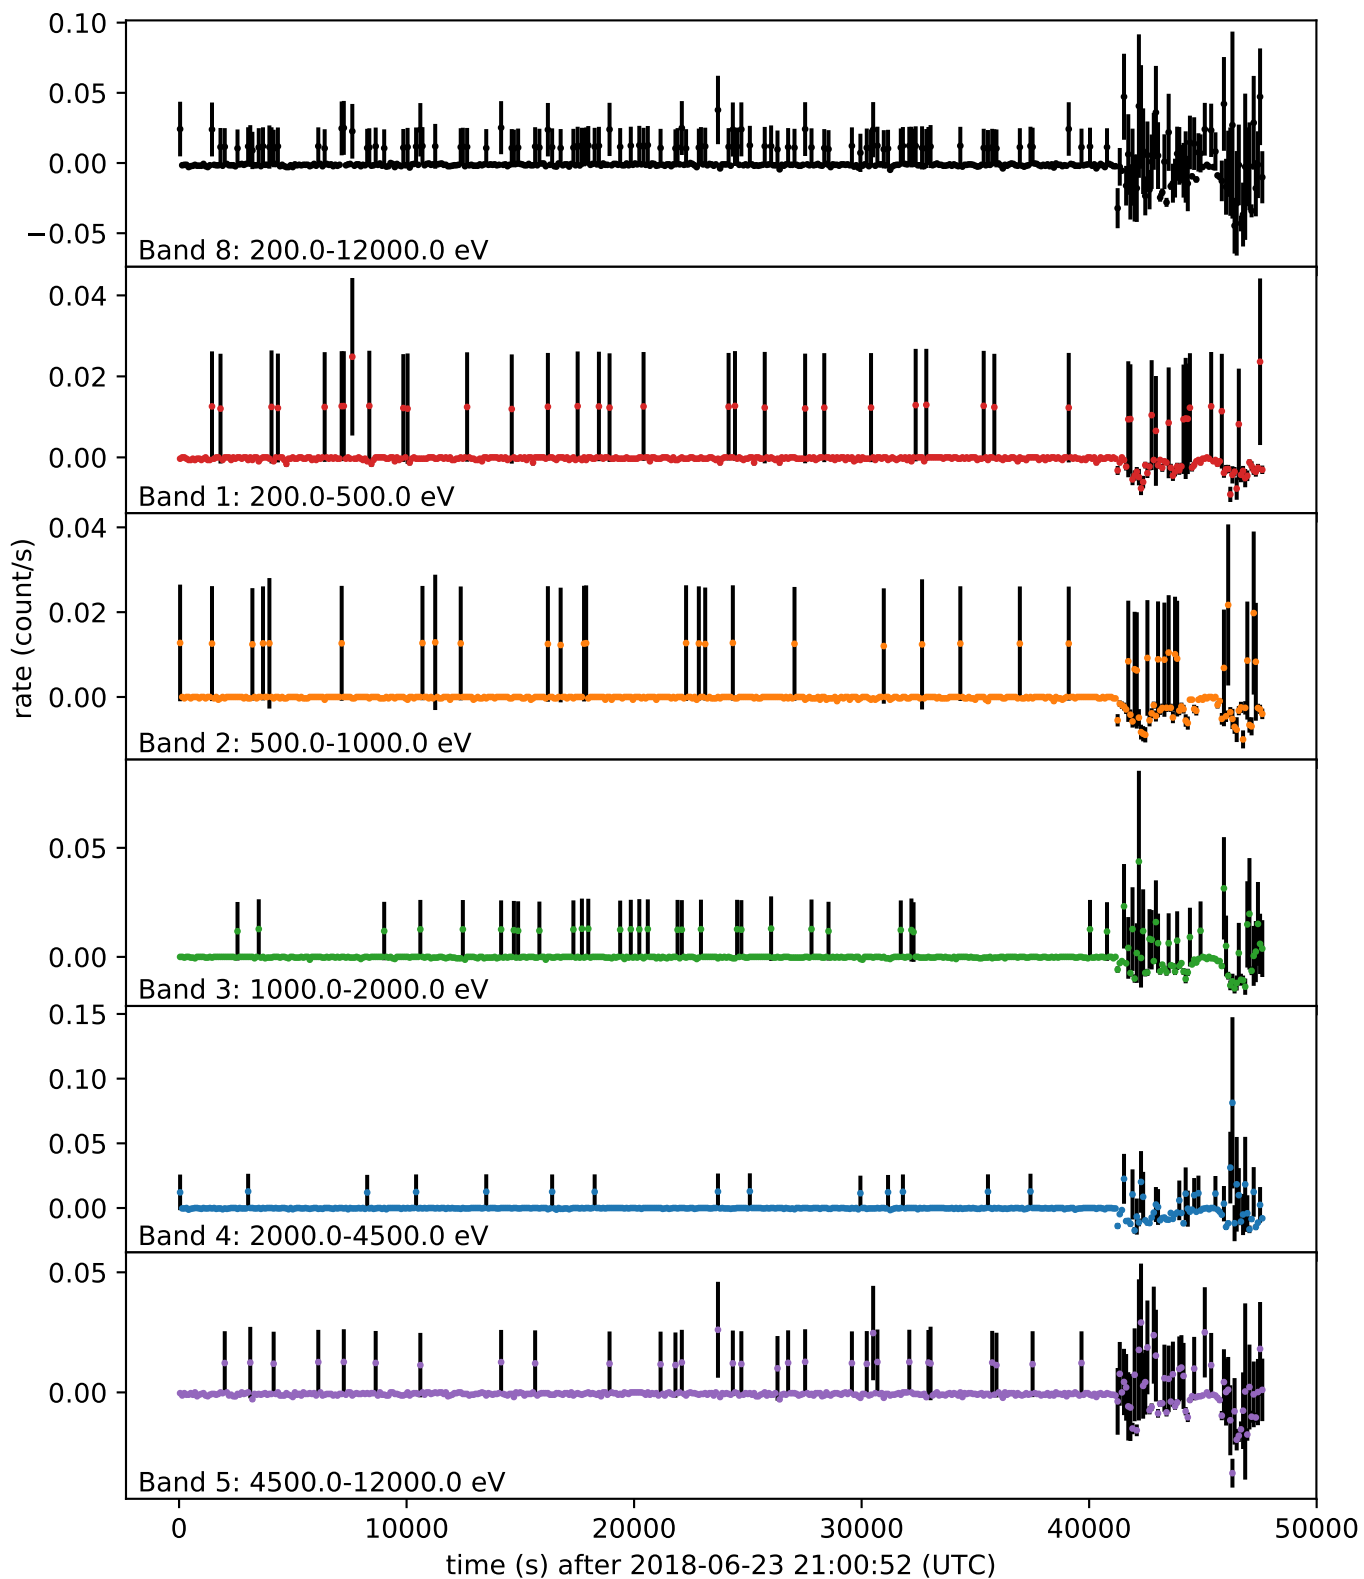 0.10
0.05
0.00
−0.05
Band 8: 200.0-12000.0 eV
0.04
0.02
0.00
Band 1: 200.0-500.0 eV
0.04
0.02
0.00
Band 2: 500.0-1000.0 eV
rate (count/s)
0.05
0.00
Band 3: 1000.0-2000.0 eV
0.15
0.10
0.05
0.00
Band 4: 2000.0-4500.0 eV
0.05
0.00
Band 5: 4500.0-12000.0 eV
0 10000 20000 30000 40000 50000
time (s) after 2018-06-23 21:00:52 (UTC)